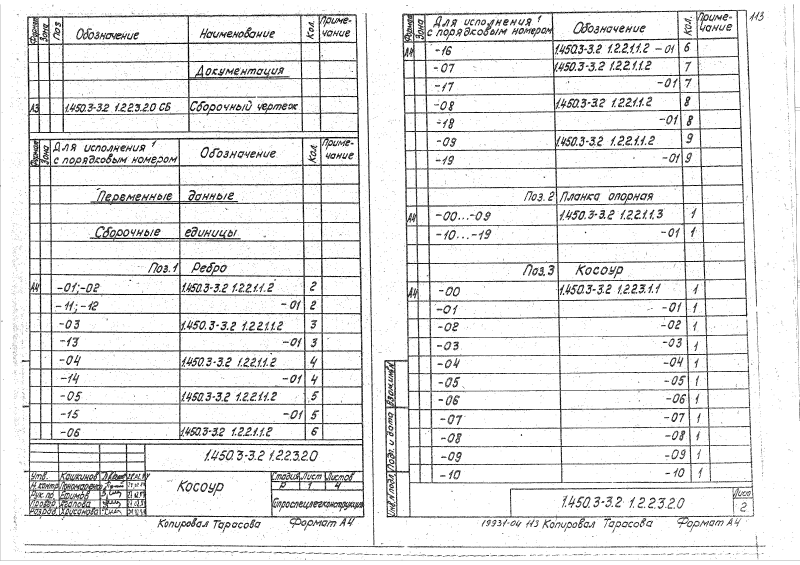 Формат Зона Поз. Обозначение Наименование Кол. Примечание
Документация
А3 1.450.3-3.2 1.2.2.3.2.0 СБ Сборочный чертеж
Формат Зона Для исполнения¹ с порядковым номером Обозначение Кол. Примечание
Переменные данные
Сборочные единицы
Поз.1 Ребро
А4 -01;-02 1.450.3-3.2 1.2.2.1.1.2 2
-11;-12 -01 2
-03 1.450.3-3.2 1.2.2.1.1.2 3
-13 -01 3
-04 1.450.3-3.2 1.2.2.1.1.2 4
-14 -01 4
-05 1.450.3-3.2 1.2.2.1.1.2 5
-15 -01 5
-06 1.450.3-3.2 1.2.2.1.1.2 6
1.450.3-3.2 1.2.2.3.2.0
Утв. Кашкинов
Н. контр. Пономаренко
Рук. гр. Ефимов
Провер. Агапова
Разраб. Хрисанова
Косоур
Стадия Лист Листов
Р 4
Гипроспецлегконструкция
Копировал Тарасова Формат А4
113
Формат Зона Для исполнения¹ с порядковым номером Обозначение Кол. Примечание
А4 -16 1.450.3-3.2 1.2.2.1.1.2 -01 6
-07 1.450.3-3.2 1.2.2.1.1.2 7
-17 -01 7
-08 1.450.3-3.2 1.2.2.1.1.2 8
-18 -01 8
-09 1.450.3-3.2 1.2.2.1.1.2 9
-19 -01 9
Поз.2 Планка опорная
А4 -00...-09 1.450.3-3.2 1.2.2.1.1.3 1
-10...-19 -01 1
Поз.3 Косоур
А4 -00 1.450.3-3.2 1.2.2.3.1.1 1
-01 -01 1
-02 -02 1
-03 -03 1
-04 -04 1
-05 -05 1
-06 -06 1
-07 -07 1
-08 -08 1
-09 -09 1
-10 -10 1
Инв.№подл. Подп. и дата Взам.инв.№
1.450.3-3.2 1.2.2.3.2.0
Лист
2
19931-04 113 Копировал Тарасова Формат А4